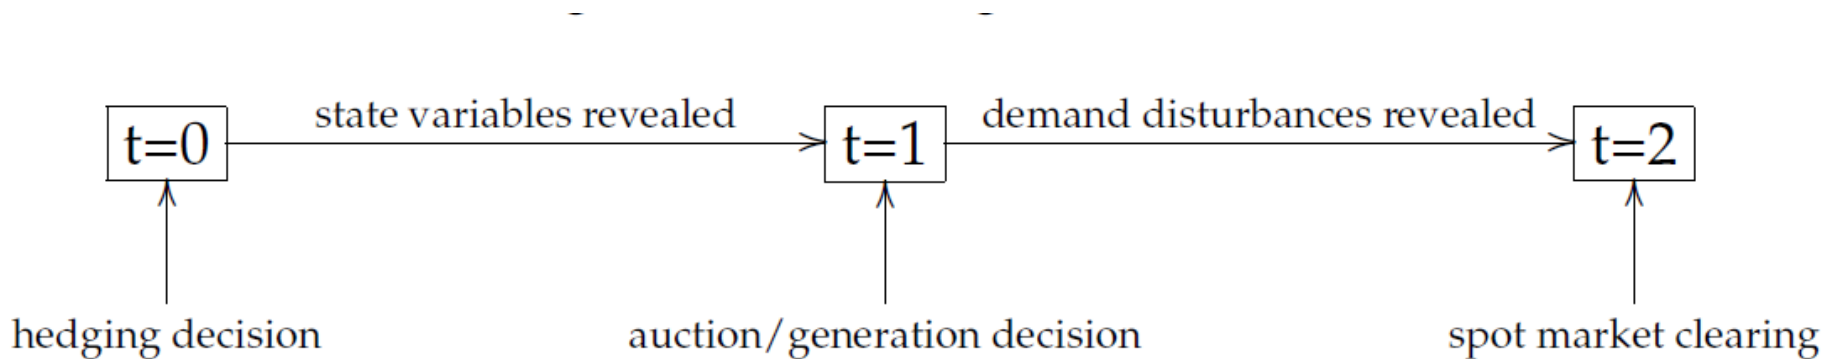 state variables revealed
demand disturbances revealed
t=0
t=1
t=2
hedging decision
auction/generation decision
spot market clearing